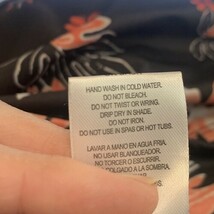 HAND WASH IN COLD WATER.
DO NOT BLEACH.
DO NOT TWIST OR WRING.
DRIP DRY IN SHADE.
DO NOT IRON.
DO NOT USE IN SPAS OR HOT TUBS.
LAVAR A MANO EN AGUA FRIA.
NO USAR BLANQUEADOR.
NO TORCER O ESCURRIR.
COLGADO A LA SOMBRA.